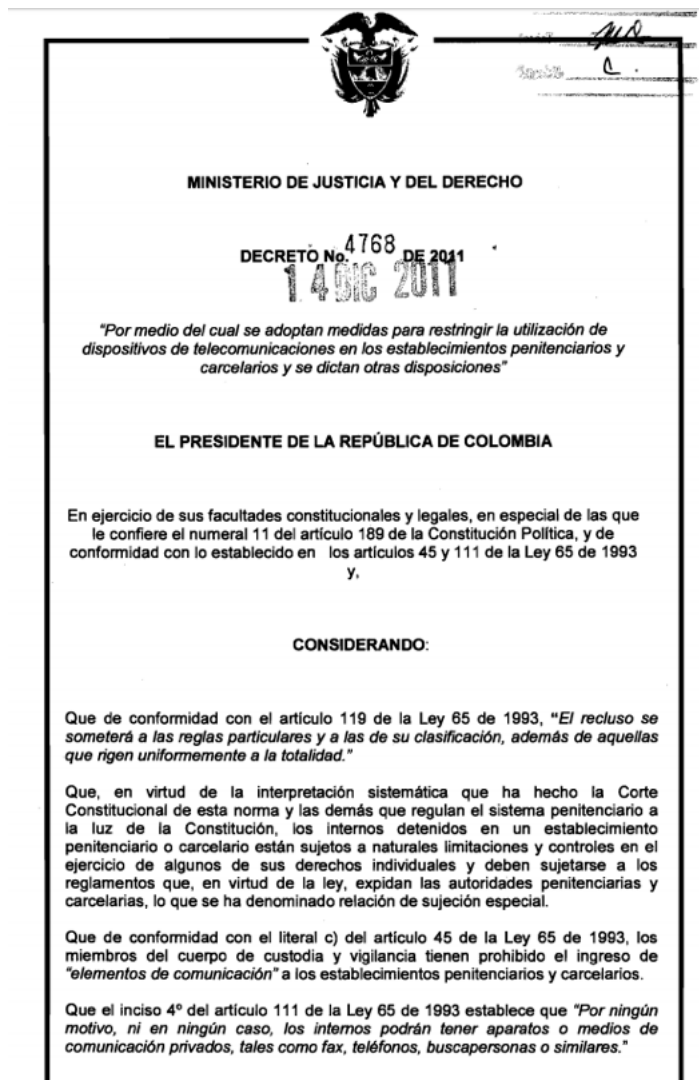 MINISTERIO DE JUSTICIA Y DEL DERECHO
DECRETO No. 4768 DE 2011
14 DIC 2011
"Por medio del cual se adoptan medidas para restringir la utilización de
dispositivos de telecomunicaciones en los establecimientos penitenciarios y
carcelarios y se dictan otras disposiciones"
EL PRESIDENTE DE LA REPÚBLICA DE COLOMBIA
En ejercicio de sus facultades constitucionales y legales, en especial de las que
le confiere el numeral 11 del artículo 189 de la Constitución Política, y de
conformidad con lo establecido en los artículos 45 y 111 de la Ley 65 de 1993
y,
CONSIDERANDO:
Que de conformidad con el artículo 119 de la Ley 65 de 1993, "El recluso se
someterá a las reglas particulares y a las de su clasificación, además de aquellas
que rigen uniformemente a la totalidad."
Que, en virtud de la interpretación sistemática que ha hecho la Corte
Constitucional de esta norma y las demás que regulan el sistema penitenciario a
la luz de la Constitución, los internos detenidos en un establecimiento
penitenciario o carcelario están sujetos a naturales limitaciones y controles en el
ejercicio de algunos de sus derechos individuales y deben sujetarse a los
reglamentos que, en virtud de la ley, expidan las autoridades penitenciarias y
carcelarias, lo que se ha denominado relación de sujeción especial.
Que de conformidad con el literal c) del artículo 45 de la Ley 65 de 1993, los
miembros del cuerpo de custodia y vigilancia tienen prohibido el ingreso de
"elementos de comunicación" a los establecimientos penitenciarios y carcelarios.
Que el inciso 4º del artículo 111 de la Ley 65 de 1993 establece que "Por ningún
motivo, ni en ningún caso, los internos podrán tener aparatos o medios de
comunicación privados, tales como fax, teléfonos, buscapersonas o similares."